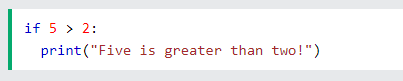 if 5 > 2:
  print("Five is greater than two!")